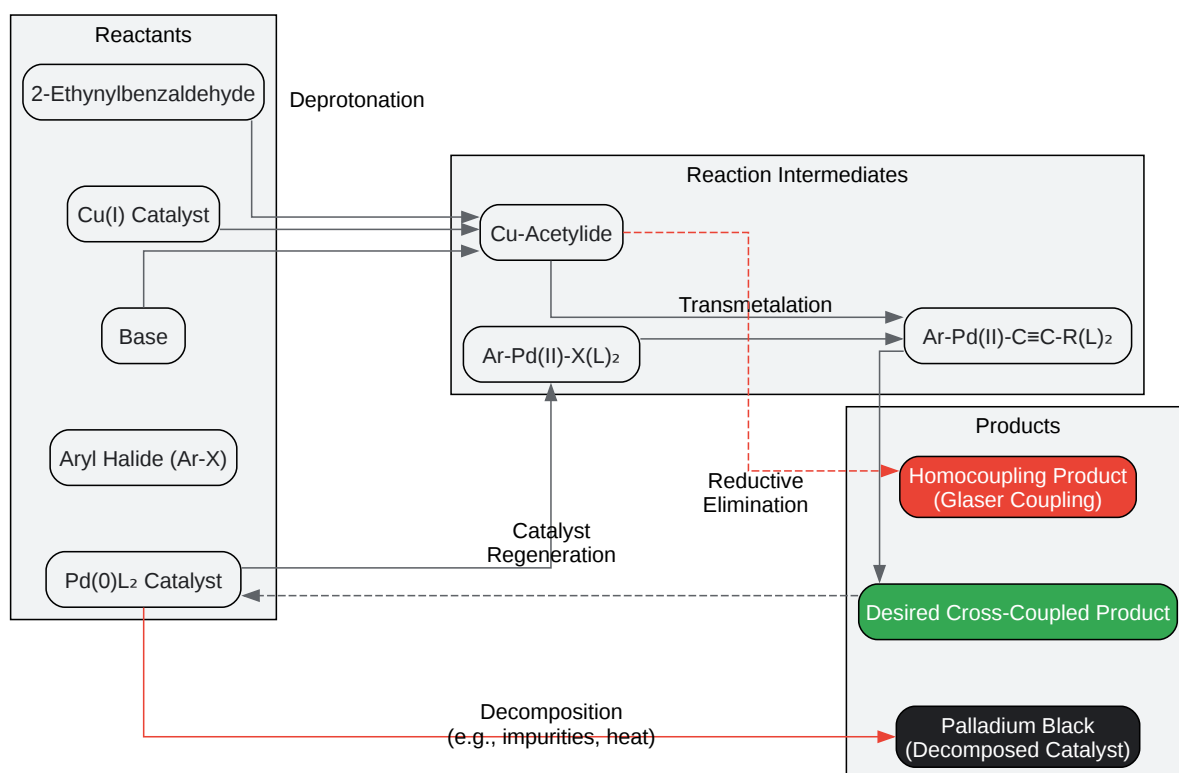 Reactants
2-Ethynylbenzaldehyde
Deprotonation
Cu(I) Catalyst
Base
Aryl Halide (Ar-X)
Pd(0)L₂ Catalyst
Reaction Intermediates
Cu-Acetylide
Transmetalation
Ar-Pd(II)-X(L)₂
Ar-Pd(II)-C≡C-R(L)₂
Catalyst
Regeneration
Reductive
Elimination
Products
Homocoupling Product
(Glaser Coupling)
Desired Cross-Coupled Product
Decomposition
(e.g., impurities, heat)
Palladium Black
(Decomposed Catalyst)